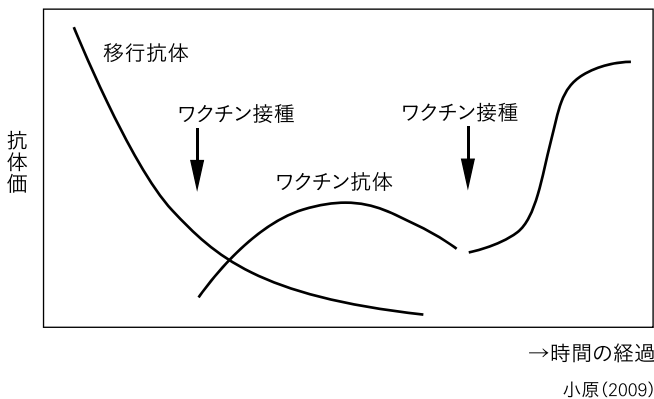 移行抗体
ワクチン接種
ワクチン接種
抗体価
ワクチン抗体
→時間の経過
小原(2009)